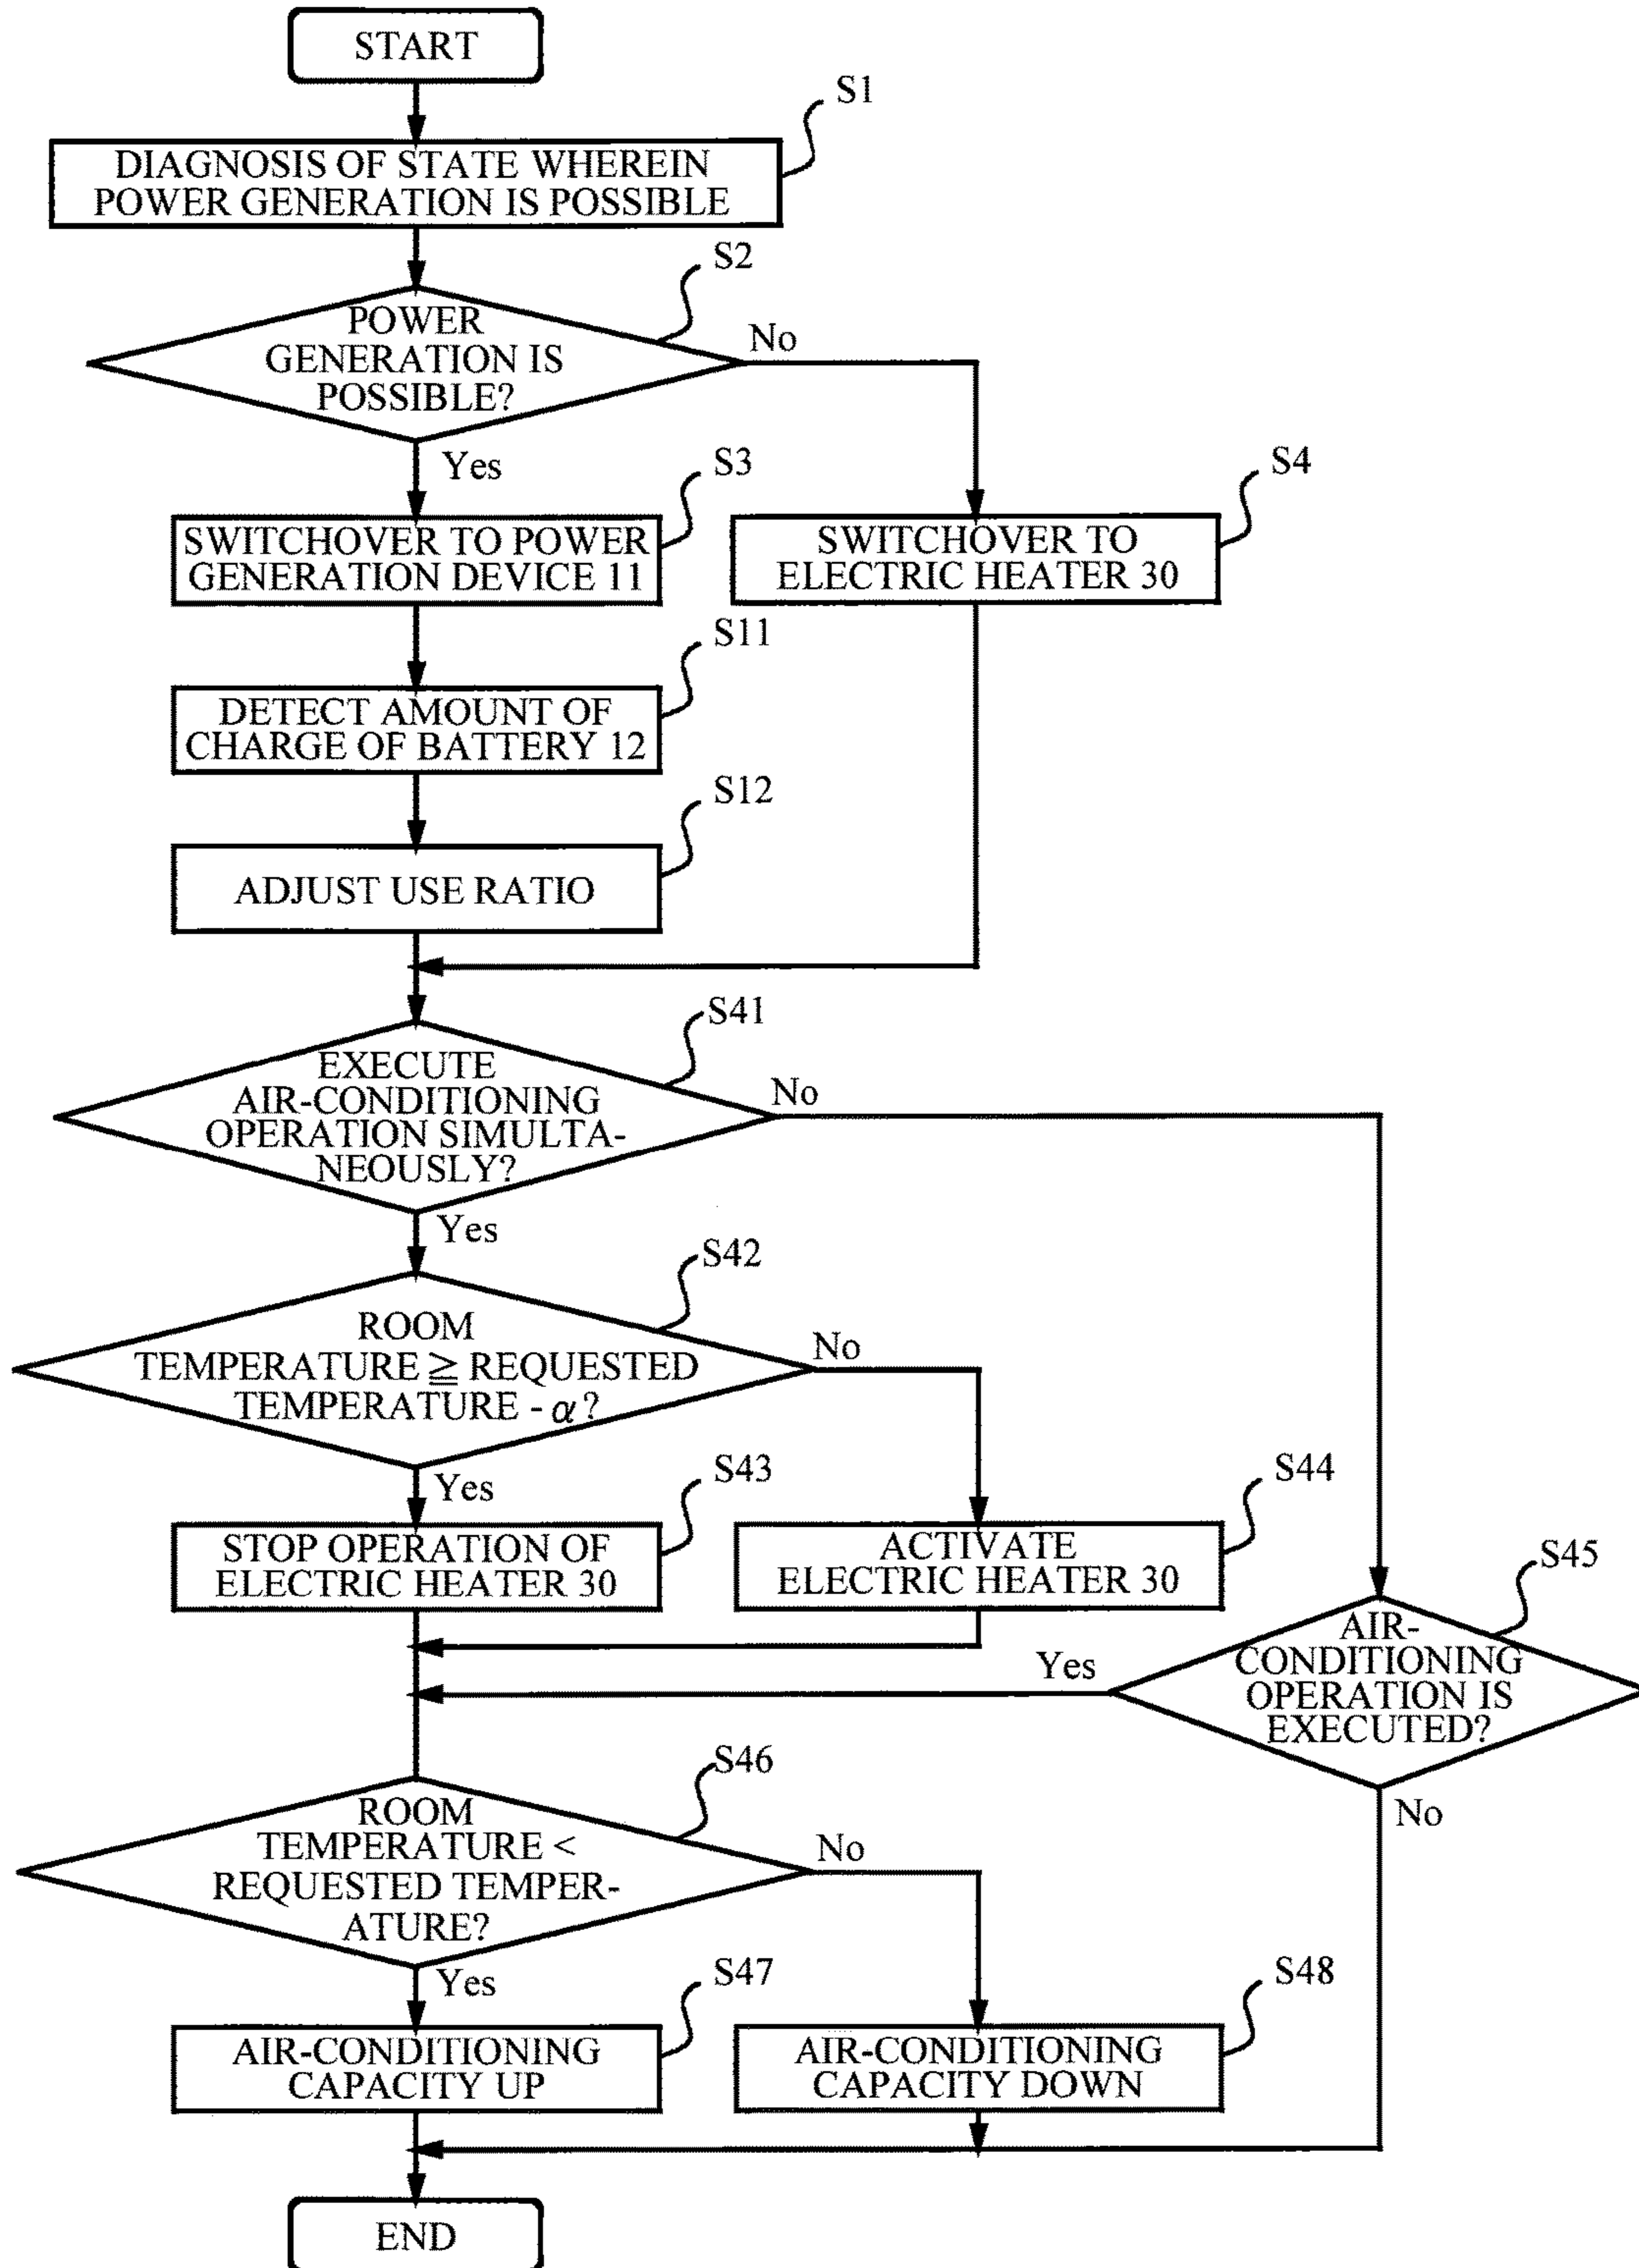 START
S1
DIAGNOSIS OF STATE WHEREIN
POWER GENERATION IS POSSIBLE
S2
POWER
GENERATION IS
POSSIBLE?
No
Yes
S3
S4
SWITCHOVER TO POWER
GENERATION DEVICE 11
SWITCHOVER TO
ELECTRIC HEATER 30
S11
DETECT AMOUNT OF
CHARGE OF BATTERY 12
S12
ADJUST USE RATIO
S41
EXECUTE
AIR-CONDITIONING
OPERATION SIMULTA-
NEOUSLY?
No
Yes
S42
ROOM
TEMPERATURE ≧ REQUESTED
TEMPERATURE - α?
No
Yes
S43
S44
STOP OPERATION OF
ELECTRIC HEATER 30
ACTIVATE
ELECTRIC HEATER 30
S45
AIR-
CONDITIONING
OPERATION IS
EXECUTED?
Yes
No
S46
ROOM
TEMPERATURE <
REQUESTED TEMPER-
ATURE?
No
Yes
S47
S48
AIR-CONDITIONING
CAPACITY UP
AIR-CONDITIONING
CAPACITY DOWN
END